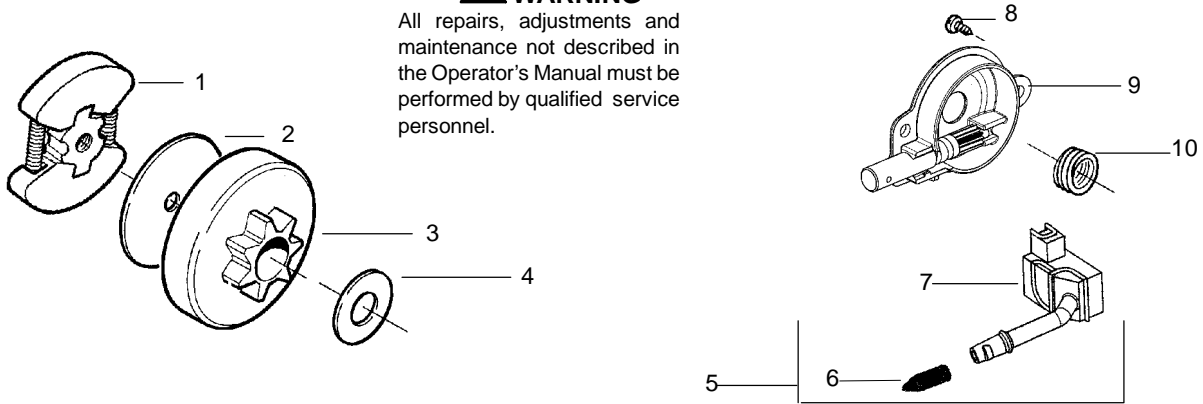 WARNING
All repairs, adjustments and
maintenance not described in
the Operator's Manual must be
performed by qualified service
personnel.
1
2
3
4
8
9
10
7
6
5